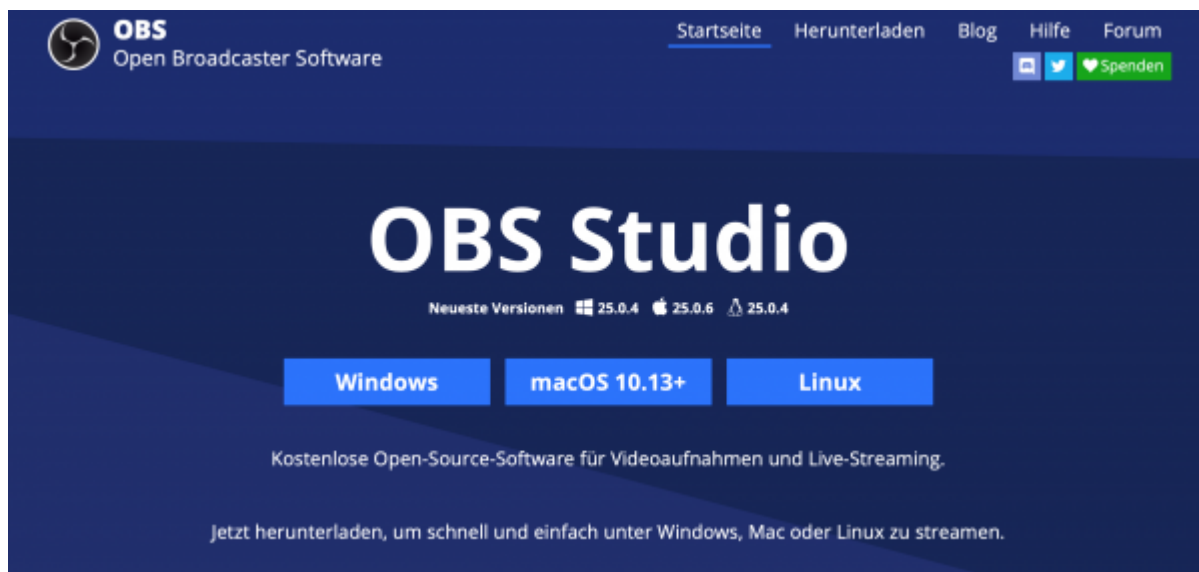 OBS
Open Broadcaster Software
Startseite Herunterladen Blog Hilfe Forum
Spenden
OBS Studio
Neueste Versionen 25.0.4 25.0.6 25.0.4
Windows macOS 10.13+ Linux
Kostenlose Open-Source-Software für Videoaufnahmen und Live-Streaming.
Jetzt herunterladen, um schnell und einfach unter Windows, Mac oder Linux zu streamen.